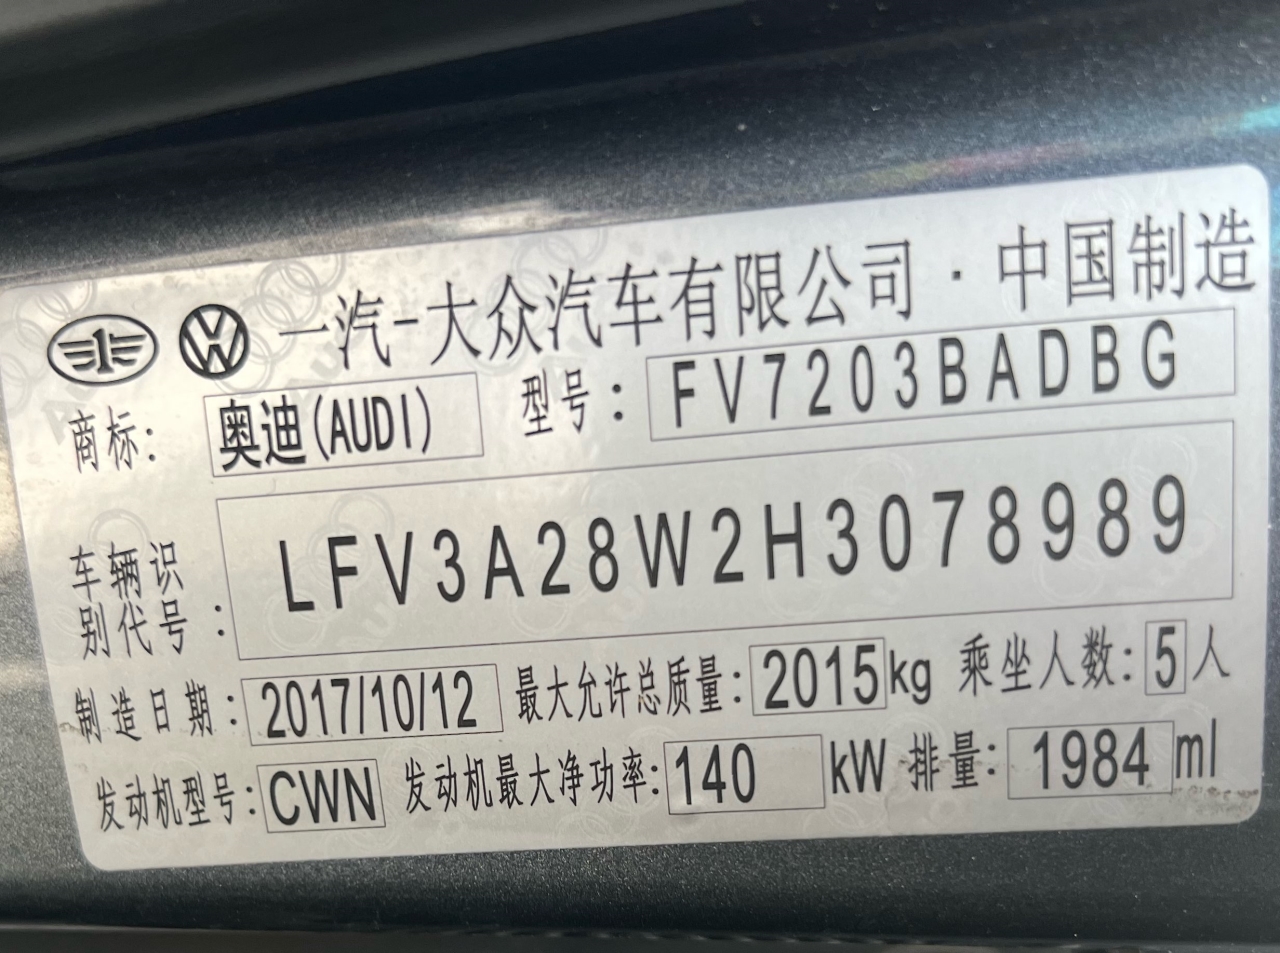 一汽-大众汽车有限公司·中国制造
商标: 奥迪(AUDI) 型号: FV7203BADBG
车辆识
别代号: LFV3A28W2H3078989
制造日期: 2017/10/12 最大允许总质量: 2015kg 乘坐人数: 5人
发动机型号: CWN 发动机最大净功率: 140 kW 排量: 1984 ml